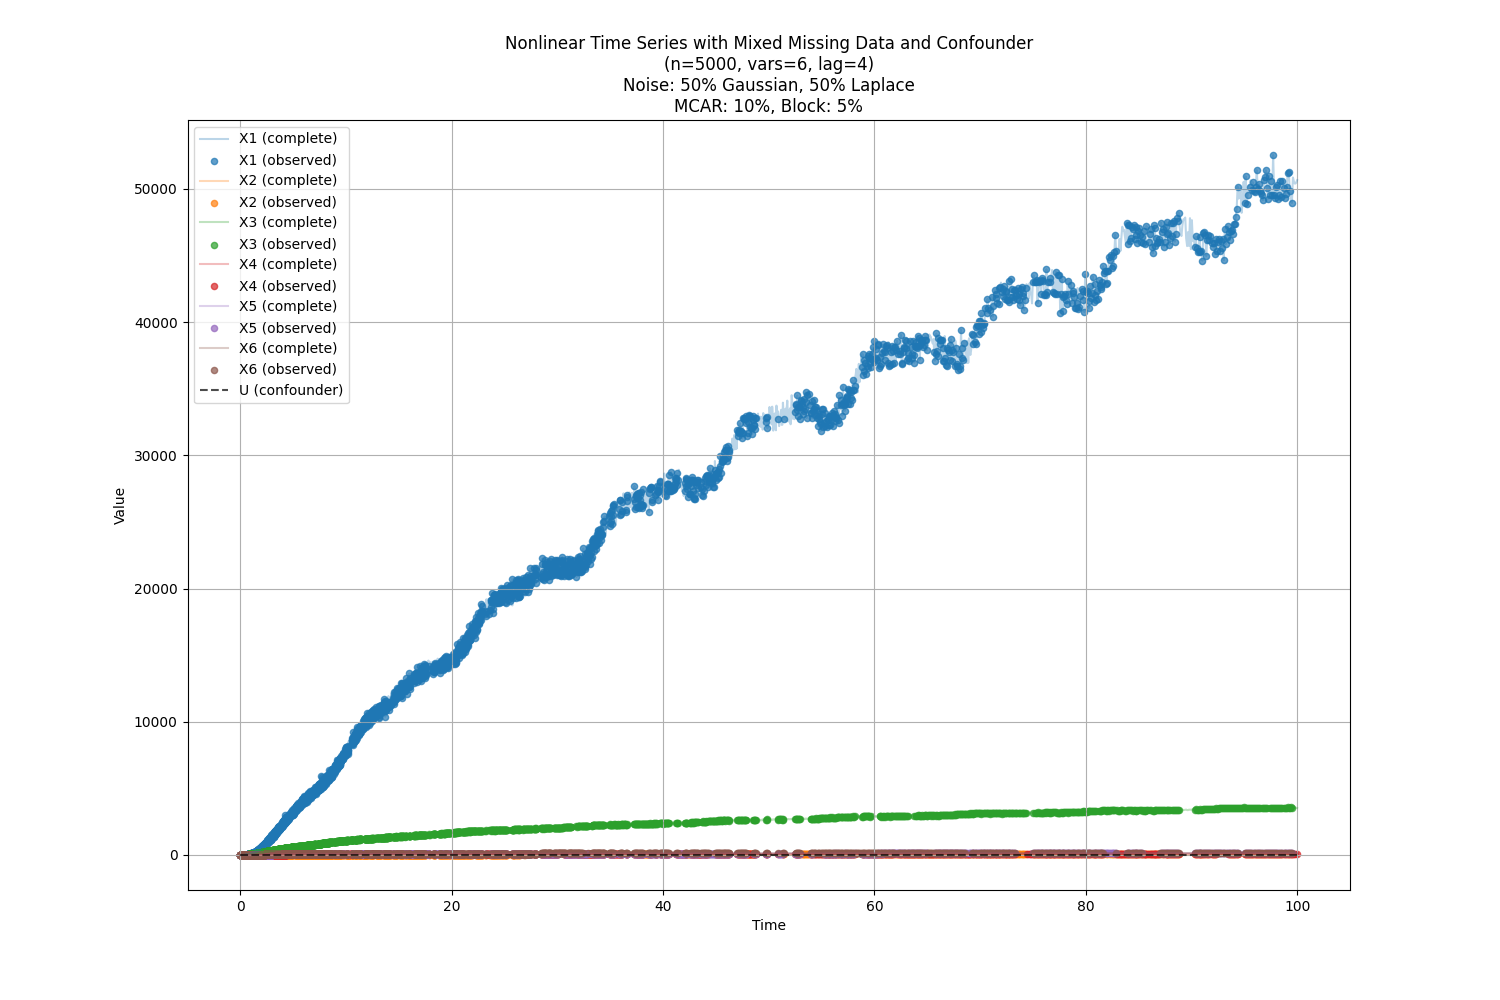 Nonlinear Time Series with Mixed Missing Data and Confounder
(n=5000, vars=6, lag=4)
Noise: 50% Gaussian, 50% Laplace
MCAR: 10%, Block: 5%
X1 (complete)
X1 (observed)
X2 (complete)
X2 (observed)
X3 (complete)
X3 (observed)
X4 (complete)
X4 (observed)
X5 (complete)
X5 (observed)
X6 (complete)
X6 (observed)
U (confounder)
Value
50000
40000
30000
20000
10000
0
0 20 40 60 80 100
Time